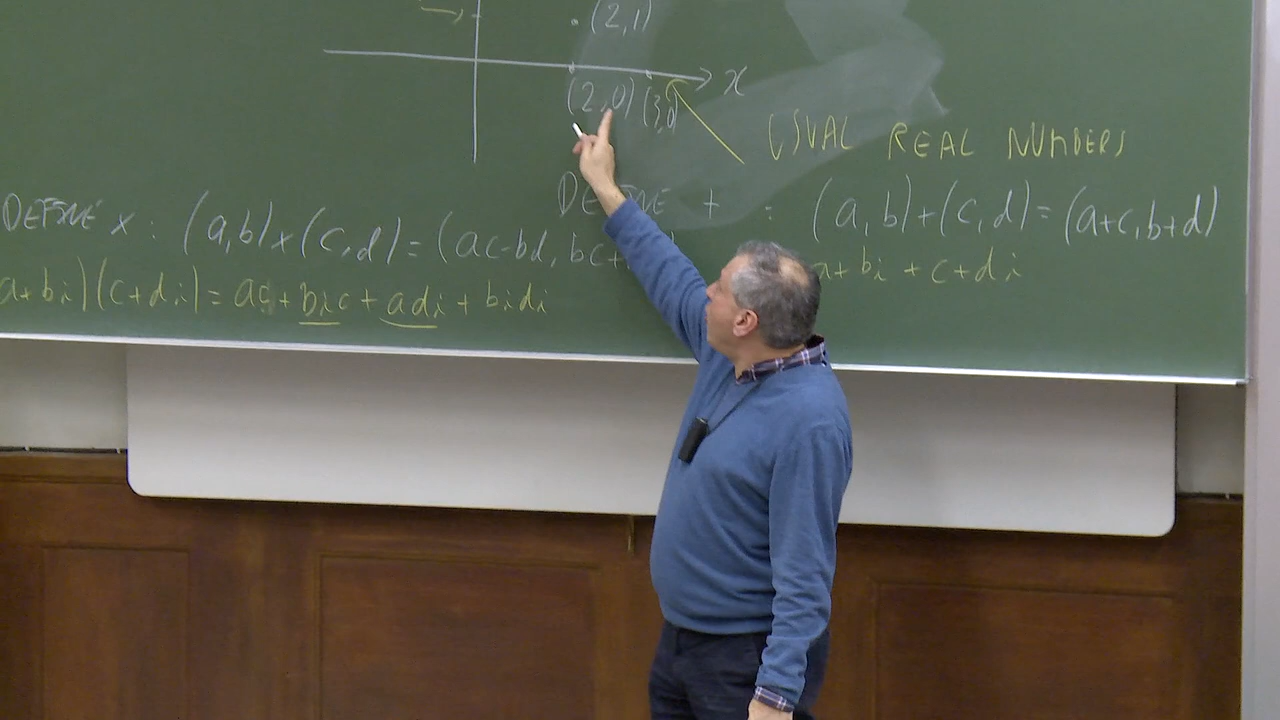 (2,1)
x
(2,0) (3,0)
USUAL REAL NUMBERS
DEFINE + : (a,b)+(c,d)=(a+c,b+d)
a+bi+c+di
DEFINE x : (a,b)x(c,d)=(ac-bd, bc+
a+bi)(c+di)=ac+bic+adi+bidi